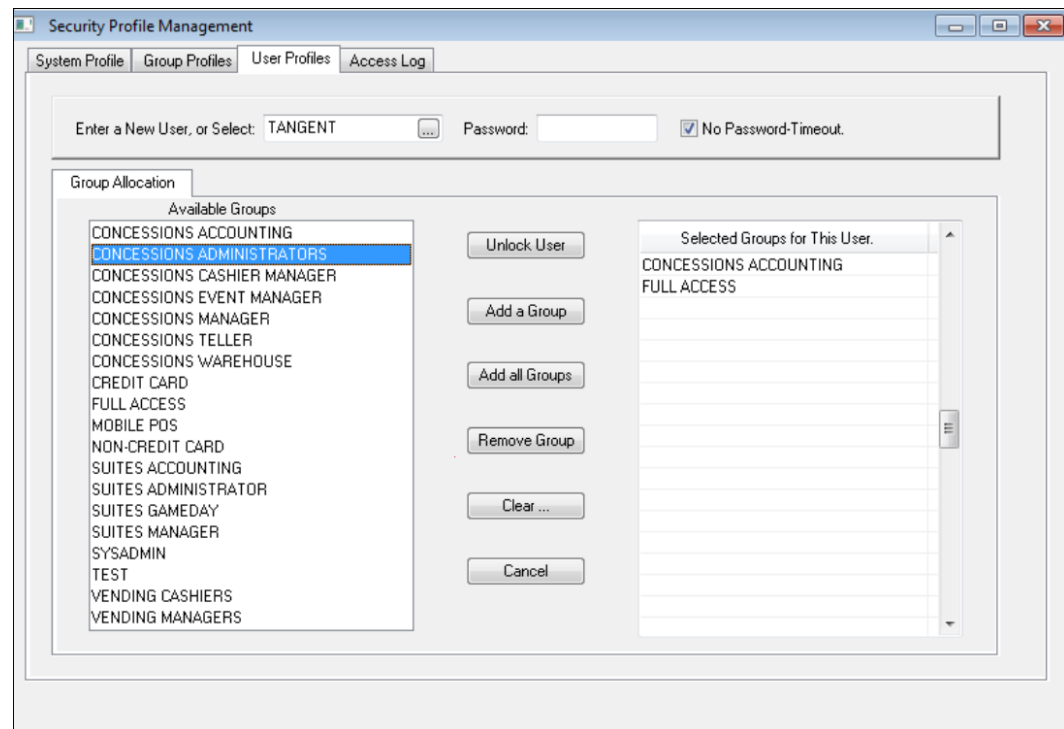 Security Profile Management
System Profile Group Profiles User Profiles Access Log
Enter a New User, or Select: TANGENT ... Password: No Password-Timeout.
Group Allocation
Available Groups
CONCESSIONS ACCOUNTING
CONCESSIONS ADMINISTRATORS
CONCESSIONS CASHIER MANAGER
CONCESSIONS EVENT MANAGER
CONCESSIONS MANAGER
CONCESSIONS TELLER
CONCESSIONS WAREHOUSE
CREDIT CARD
FULL ACCESS
MOBILE POS
NON-CREDIT CARD
SUITES ACCOUNTING
SUITES ADMINISTRATOR
SUITES GAMEDAY
SUITES MANAGER
SYSADMIN
TEST
VENDING CASHIERS
VENDING MANAGERS
Unlock User
Add a Group
Add all Groups
Remove Group
Clear ...
Cancel
Selected Groups for This User.
CONCESSIONS ACCOUNTING
FULL ACCESS